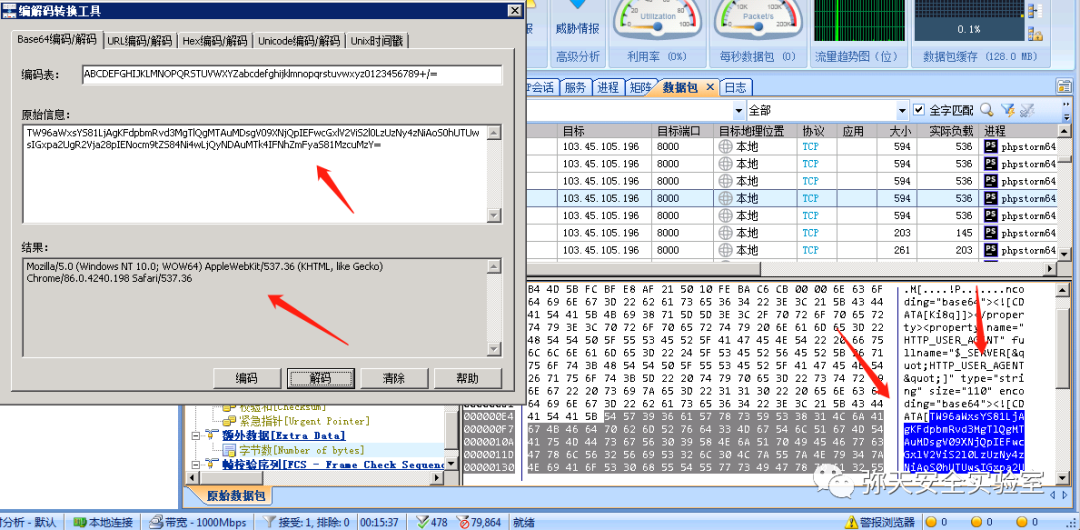 编解码转换工具
Base64编码/解码
URL编码/解码
Hex编码/解码
Unicode编码/解码
Unix时间戳
编码表:
ABCDEFGHIJKLMNOPQRSTUVWXYZabcdefghijklmnopqrstuvwxyz0123456789+/=
原始信息:
TW96aWxsYS81LjAgKFdpbmRvd3MgTlQgMTAuMDsgV09XNjQpIEFwcGxlV2ViS2l0LzUzNy4zNiAoS0hUTUw
sIGxpa2UgR2Vja28pIENocm9tZS84Ni4wLjQyNDAuMTk4IFNhZmFyaS81MzcuMzY=
结果:
Mozilla/5.0 (Windows NT 10.0; WOW64) AppleWebKit/537.36 (KHTML, like Gecko)
Chrome/86.0.4240.198 Safari/537.36
编码
解码
清除
帮助
威胁情报
高级分析
Utilization
0
100
利用率 (0%)
Packet/s
每秒数据包 (0)
流量趋势图（位）
0.1%
数据包缓存 (128.0 MB)
会话
服务
进程
矩阵
数据包
日志
全部
全字匹配
目标 目标端口 目标地理位置 协议 应用 大小 实际负载 进程
103.45.105.196 8000 本地 TCP 594 536 phpstorm64
103.45.105.196 8000 本地 TCP 594 536 phpstorm64
103.45.105.196 8000 本地 TCP 594 536 phpstorm64
103.45.105.196 8000 本地 TCP 594 536 phpstorm64
103.45.105.196 8000 本地 TCP 594 536 phpstorm64
103.45.105.196 8000 本地 TCP 203 145 phpstorm64
103.45.105.196 8000 本地 TCP 261 203 phpstorm64
B4 4D 5B FC BF E8 AF 21 50 10 FE BA C6 CB 00 00 6E 63 6F .M[....!P.......nco
64 69 6E 67 3D 22 62 61 73 65 36 34 22 3E 3C 21 5B 43 44 ding="base64"><![CD
41 54 41 5B 4B 69 38 71 5D 5D 3E 3C 2F 70 72 6F 70 65 72 ATA[Ki8q]]></proper
74 79 3E 3C 70 72 6F 70 65 72 74 79 20 6E 61 6D 65 3D 22 ty><property name="
48 54 54 50 5F 55 53 45 52 5F 41 47 45 4E 54 22 20 66 75 HTTP_USER_AGENT" fu
6C 6C 6E 61 6D 65 3D 22 24 5F 53 45 52 56 45 52 5B 26 71 llname="$_SERVER[&q
75 6F 74 3B 48 54 54 50 5F 55 53 45 52 5F 41 47 45 4E 54 uot;HTTP_USER_AGENT
26 71 75 6F 74 3B 5D 22 20 74 79 70 65 3D 22 73 74 72 69 &quot;]" type="stri
6E 67 22 20 73 69 7A 65 3D 22 31 31 30 22 20 65 6E 63 6F ng" size="110" enco
64 69 6E 67 3D 22 62 61 73 65 36 34 22 3E 3C 21 5B 43 44 ding="base64"><![CD
000000E4 41 54 41 5B 54 57 39 36 61 57 78 73 59 53 38 31 4C 6A 41 ATA[TW96aWxsYS81LjA
000000F7 67 4B 46 64 70 62 6D 52 76 64 33 4D 67 54 6C 51 67 4D 54 gKFdpbmRvd3MgTlQgMT
0000010A 41 75 4D 44 73 67 56 30 39 58 4E 6A 51 70 49 45 46 77 63 AuMDsgV09XNjQpIEFwc
0000011D 47 78 6C 56 32 56 69 53 32 6C 30 4C 7A 55 7A 4E 79 34 7A GxlV2ViS2l0LzUzNy4z
00000130 4E 69 41 6F 53 30 68 55 54 55 77 73 49 47 78 70 61 32 55 NiAoS0hUTUwsIGxpa2U
校验和[Checksum]
紧急指针[Urgent Pointer]
额外数据[Extra Data]
字节数[Number of bytes]
帧校验序列[FCS - Frame Check Sequenc
原始数据包
弥天安全实验室
分析 - 默认
本地连接
带宽 - 1000Mbps
接受: 1, 排除: 0
00:15:37
478
79,864
就绪
警报浏览器
0
0
0